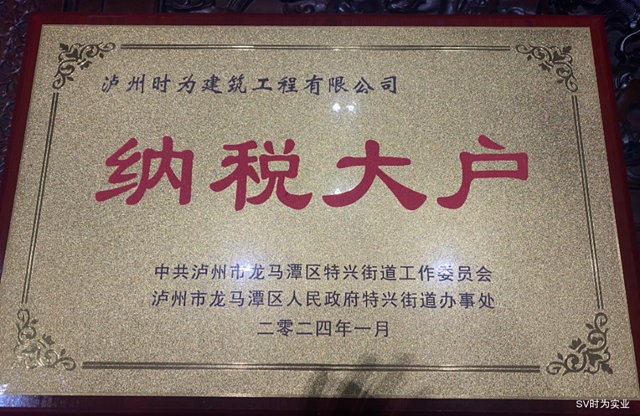 泸州时为建筑工程有限公司
纳税大户
中共泸州市龙马潭区特兴街道工作委员会
泸州市龙马潭区人民政府特兴街道办事处
二零二四年一月
SV时为实业